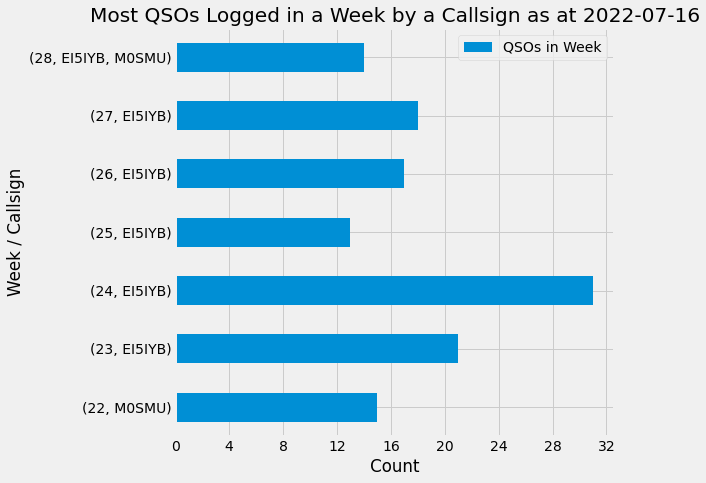 Most QSOs Logged in a Week by a Callsign as at 2022-07-16
QSOs in Week
Week / Callsign
(28, EI5IYB, M0SMU)
(27, EI5IYB)
(26, EI5IYB)
(25, EI5IYB)
(24, EI5IYB)
(23, EI5IYB)
(22, M0SMU)
0 4 8 12 16 20 24 28 32
Count